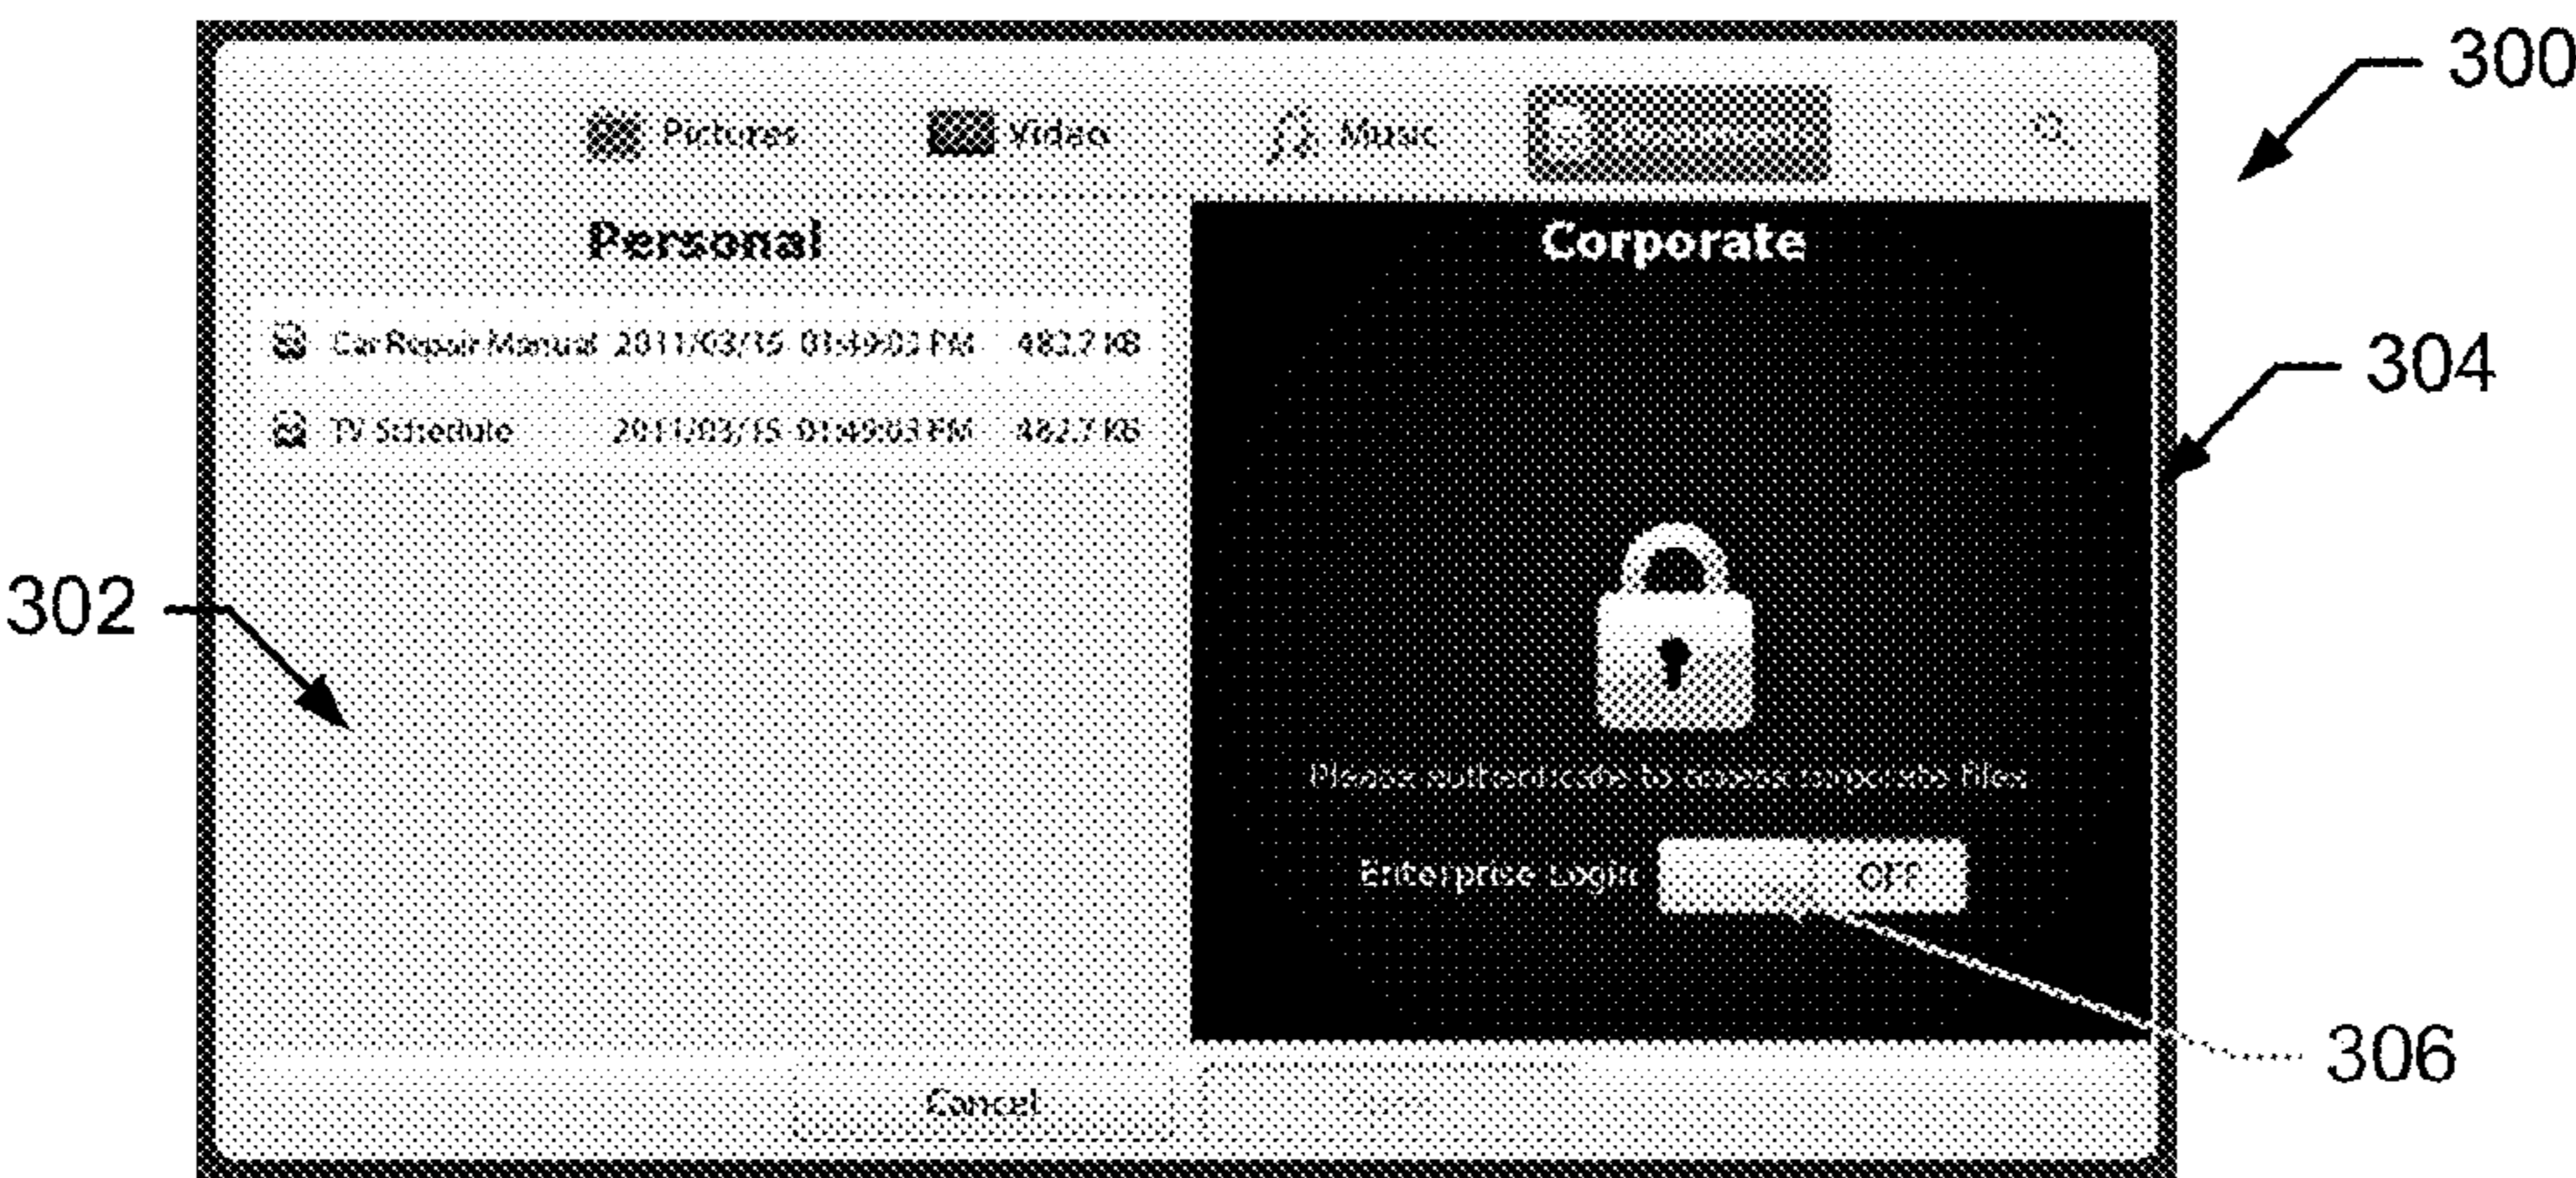 300
Pictures Video Music
Personal Corporate
Car Repair Manual 2011/03/15 01:49:03 PM 482.7 KB
304
TV Schedule 2011/03/15 01:49:03 PM 482.7 KB
302
Please authenticate to access corporate files
Enterprise Login OFF
306
Cancel